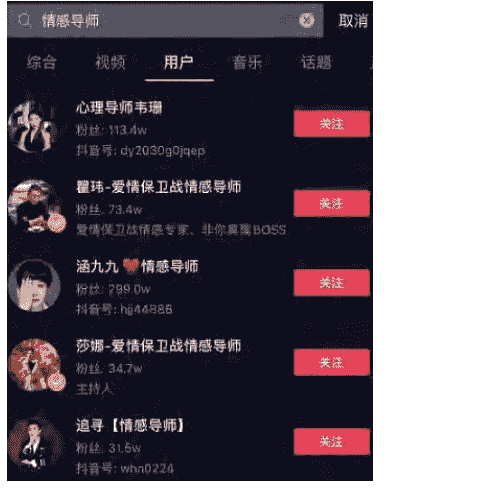 情感导师
取消
综合 视频 用户 音乐 话题
心理导师韦珊
粉丝: 113.4w
关注
抖音号: dy2030g0jqep
瞿玮-爱情保卫战情感导师
粉丝: 73.4w
关注
爱情保卫战情感专家、非你莫属BOSS
涵九九❤️情感导师
粉丝: 299.0w
关注
抖音号: hjj44886
莎娜-爱情保卫战情感导师
粉丝: 34.7w
关注
主持人
追寻【情感导师】
粉丝: 31.5w
关注
抖音号: whn0224